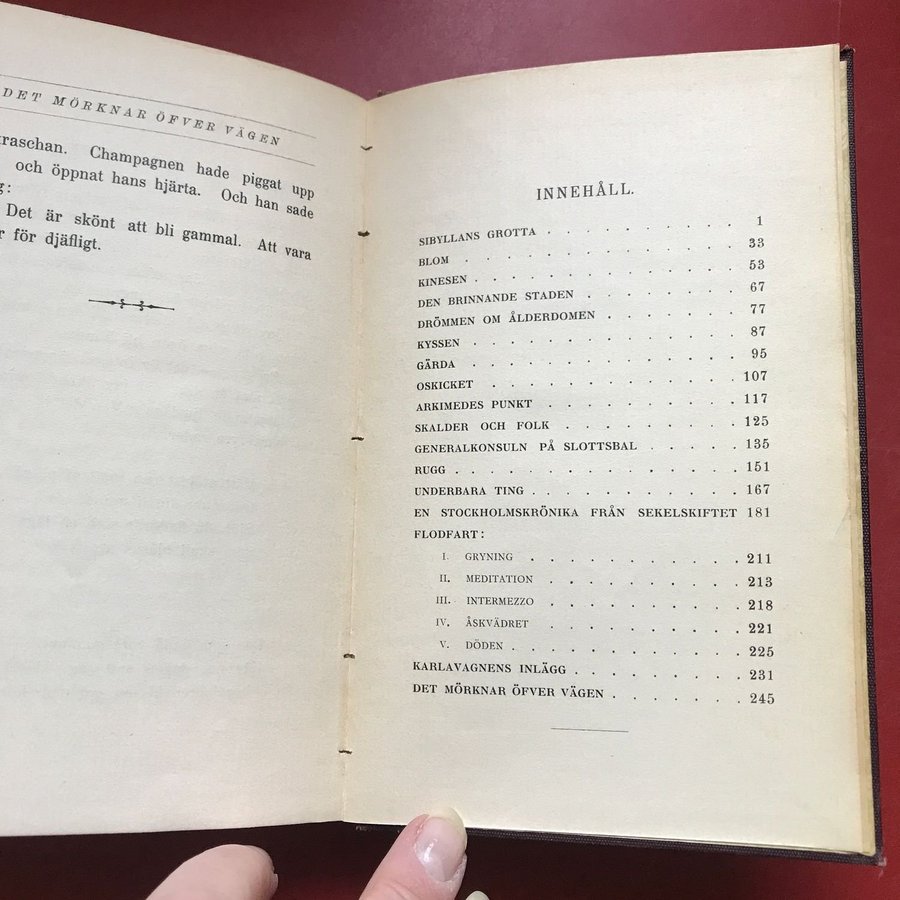 DET MÖRKNAR ÖFVER VÄGEN
Champagnen hade piggat upp
och öppnat hans hjärta. Och han sade
Det är skönt att bli gammal. Att vara
för djäfligt.
INNEHÅLL.
SIBYLLANS GROTTA . . . . . . . . . . 1
BLOM . . . . . . . . . . . . . 33
KINESEN . . . . . . . . . . . . 53
DEN BRINNANDE STADEN . . . . . . . . 67
DRÖMMEN OM ÅLDERDOMEN . . . . . . . 77
KYSSEN . . . . . . . . . . . . . 87
GÄRDA . . . . . . . . . . . . . 95
OSKICKET . . . . . . . . . . . . 107
ARKIMEDES PUNKT . . . . . . . . . . 117
SKALDER OCH FOLK . . . . . . . . . 125
GENERALKONSULN PÅ SLOTTSBAL . . . . . 135
RUGG . . . . . . . . . . . . . . 151
UNDERBARA TING . . . . . . . . . . . 167
EN STOCKHOLMSKRÖNIKA FRÅN SEKELSKIFTET 181
FLODFART:
I. GRYNING . . . . . . . . . . 211
II. MEDITATION . . . . . . . . . 213
III. INTERMEZZO . . . . . . . . . 218
IV. ÅSKVÄDRET . . . . . . . . . 221
V. DÖDEN . . . . . . . . . . . 225
KARLAVAGNENS INLÄGG . . . . . . . . . 231
DET MÖRKNAR ÖFVER VÄGEN . . . . . . . 245